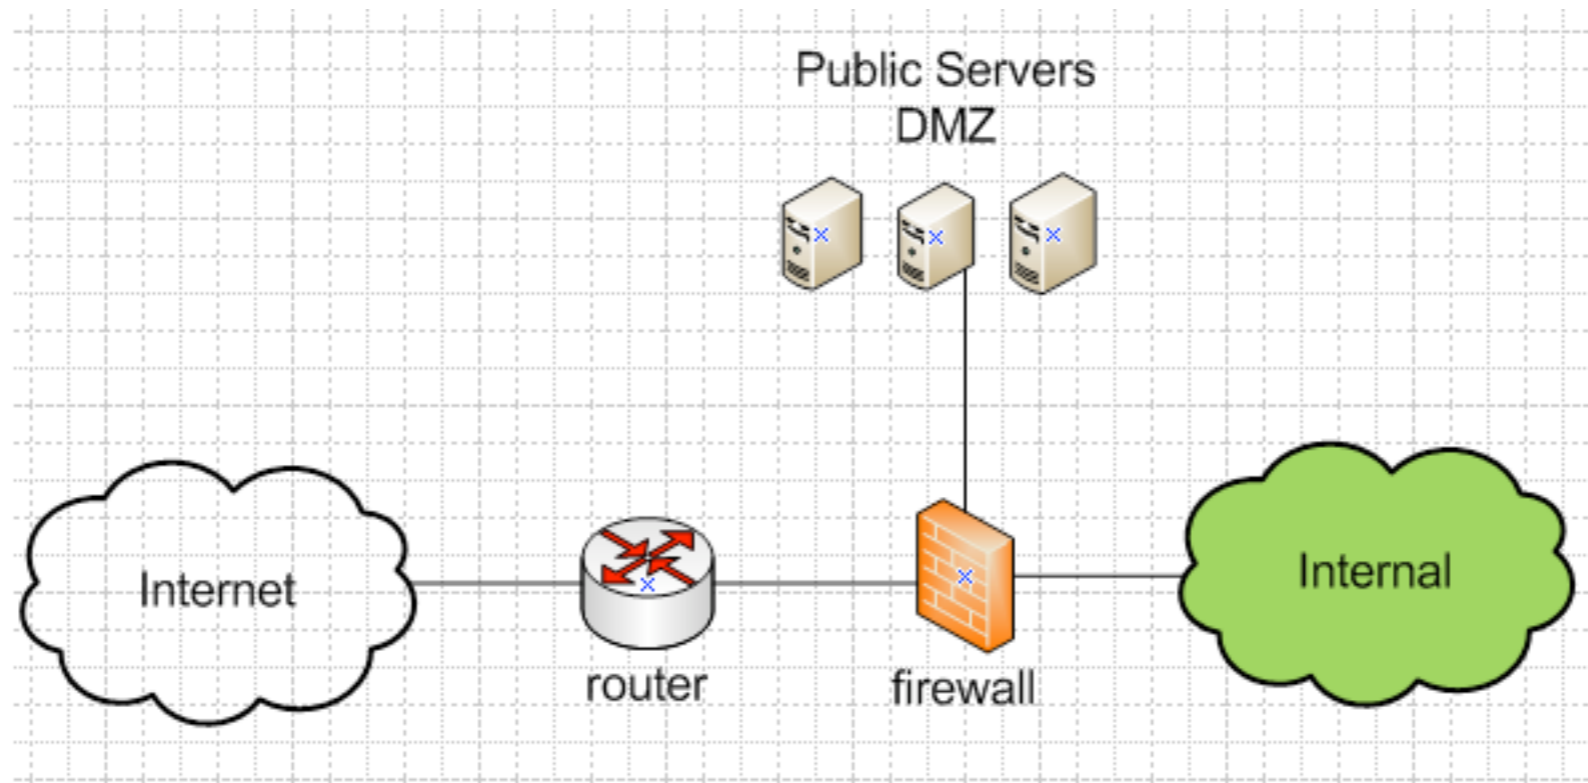 Public Servers
DMZ
Internet
router
firewall
Internal